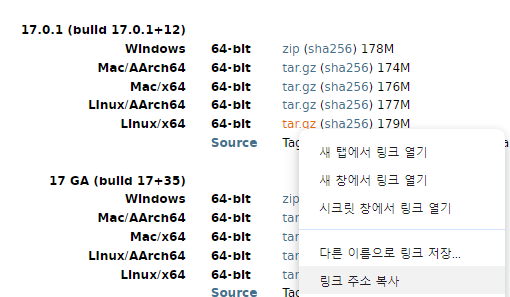 17.0.1 (build 17.0.1+12)
Windows 64-bit zip (sha256) 178M
Mac/AArch64 64-bit tar.gz (sha256) 174M
Mac/x64 64-bit tar.gz (sha256) 176M
Linux/AArch64 64-bit tar.gz (sha256) 177M
Linux/x64 64-bit tar.gz (sha256) 179M
Source Tag
새 탭에서 링크 열기
17 GA (build 17+35)
새 창에서 링크 열기
Windows 64-bit zip
시크릿 창에서 링크 열기
Mac/AArch64 64-bit tar
Mac/x64 64-bit tar
Linux/AArch64 64-bit tar
다른 이름으로 링크 저장...
Linux/x64 64-bit tar
링크 주소 복사
Source Tag